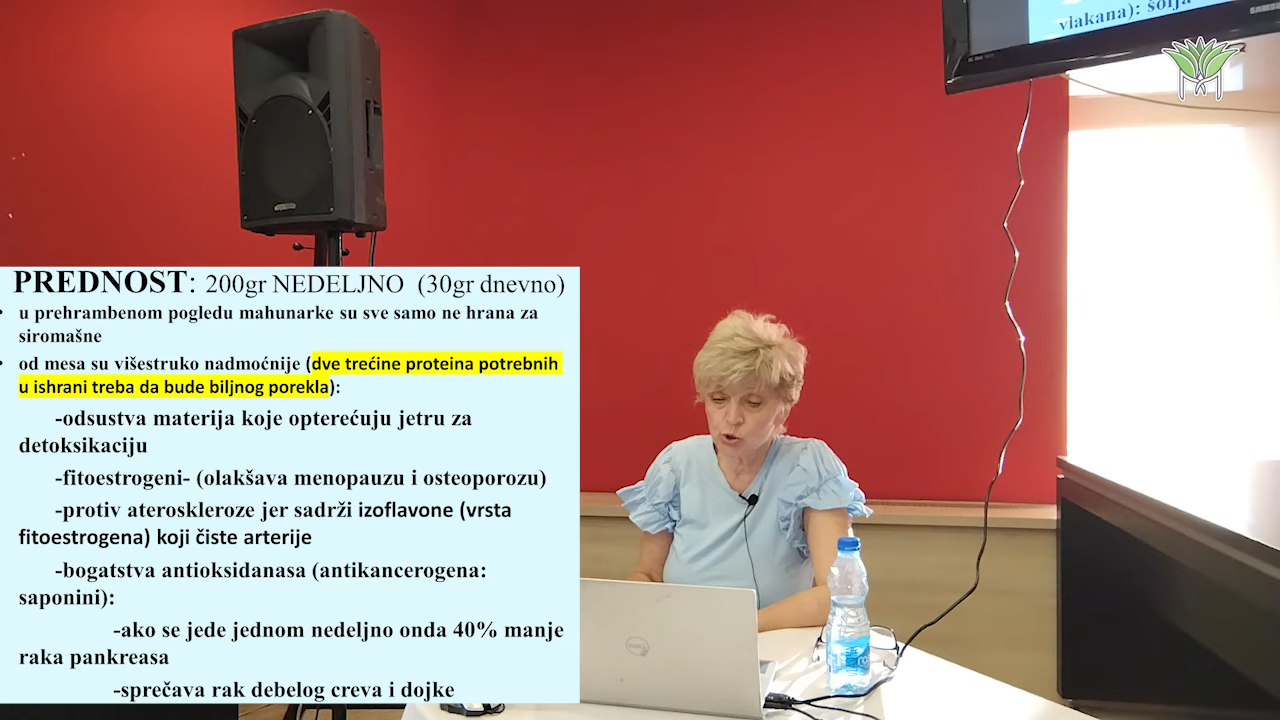 vlakana): šolja
SAMSUNG
PREDNOST: 200gr NEDELJNO (30gr dnevno)
• u prehrambenom pogledu mahunarke su sve samo ne hrana za
siromašne
• od mesa su višestruko nadmoćnije (dve trećine proteina potrebnih
u ishrani treba da bude biljnog porekla):
-odsustva materija koje opterećuju jetru za
detoksikaciju
-fitoestrogeni- (olakšava menopauzu i osteoporozu)
-protiv ateroskleroze jer sadrži izoflavone (vrsta
fitoestrogena) koji čiste arterije
-bogatstva antioksidanasa (antikancerogena:
saponini):
-ako se jede jednom nedeljno onda 40% manje
raka pankreasa
-sprečava rak debelog creva i dojke
DELL